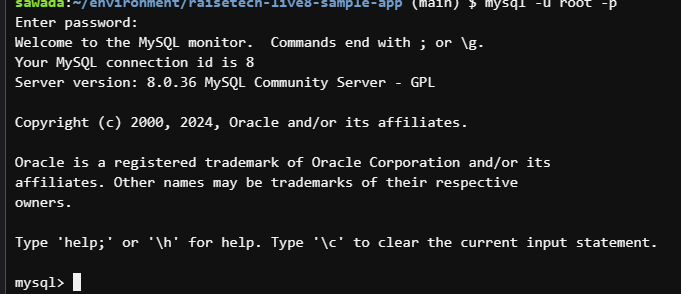 sawada:~/environment/raisetech-live8-sample-app (main) $ mysql -u root -p
Enter password:
Welcome to the MySQL monitor.  Commands end with ; or \g.
Your MySQL connection id is 8
Server version: 8.0.36 MySQL Community Server - GPL

Copyright (c) 2000, 2024, Oracle and/or its affiliates.

Oracle is a registered trademark of Oracle Corporation and/or its
affiliates. Other names may be trademarks of their respective
owners.

Type 'help;' or '\h' for help. Type '\c' to clear the current input statement.

mysql>